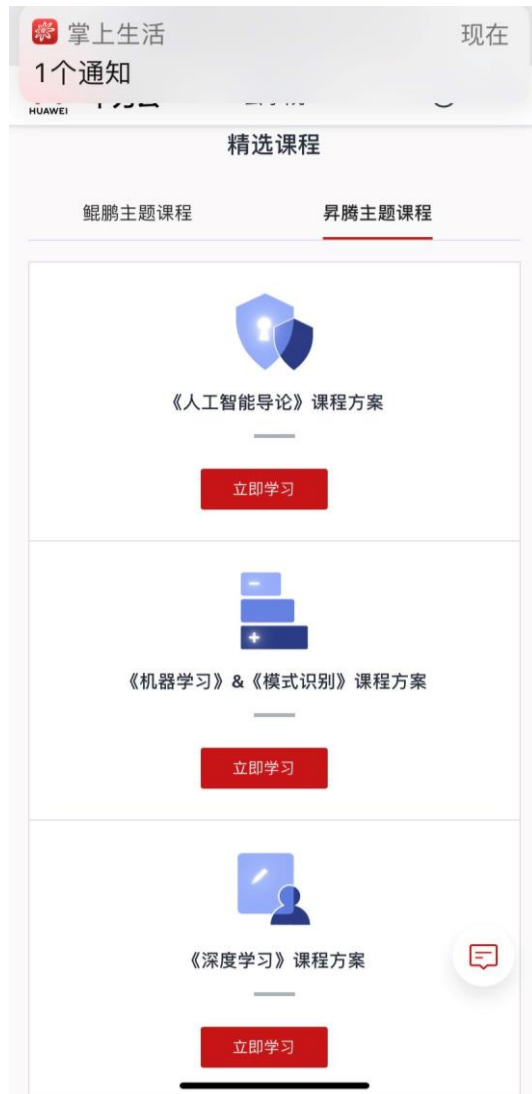 掌上生活
现在
1个通知
HUAWEI
精选课程
鲲鹏主题课程
昇腾主题课程
《人工智能导论》课程方案
立即学习
《机器学习》&《模式识别》课程方案
立即学习
《深度学习》课程方案
立即学习